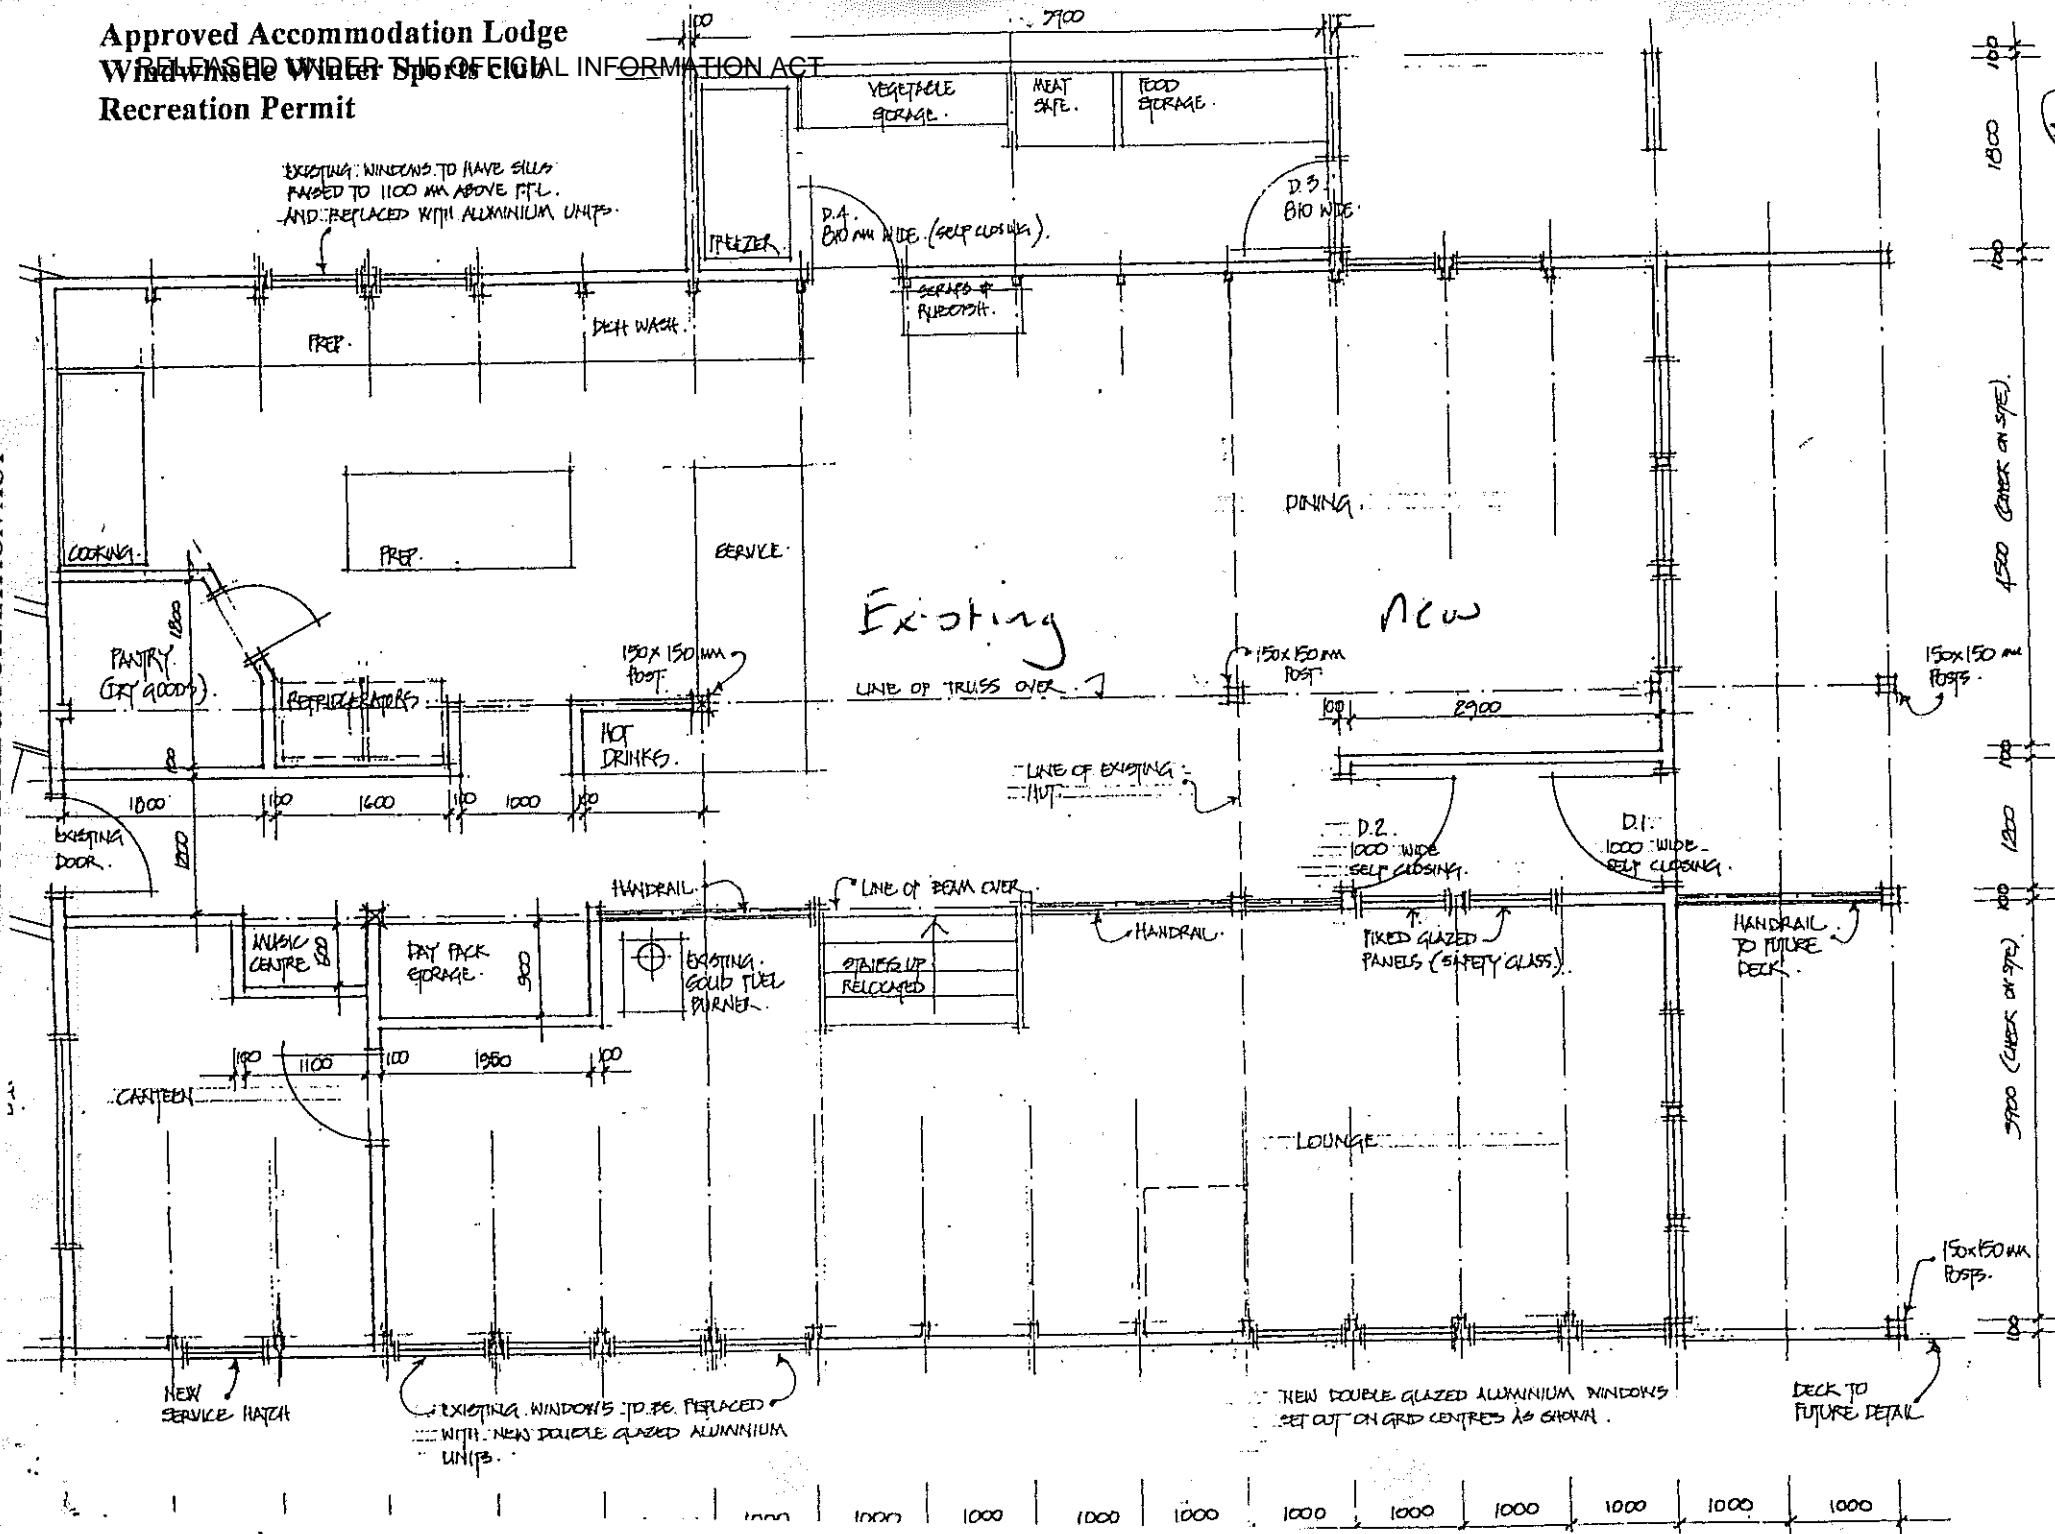 Approved Accommodation Lodge
Windwhistle Winter Sports club
RELEASED UNDER THE OFFICIAL INFORMATION ACT
Recreation Permit
100
5900
VEGETABLE
STORAGE.
MEAT
SAFE.
FOOD
STORAGE.
EXISTING WINDOWS TO HAVE SILLS
RAISED TO 1100 MM ABOVE F.F.L.
AND REPLACED WITH ALUMINIUM UNITS.
FREEZER.
D.4.
810 MM WIDE. (SELF CLOSING).
D.3.
810 WIDE.
SCRAPS &
RUBBISH.
PREP.
DISH WASH.
100
1800
100
4500 (CHECK ON SITE).
100
1200
100
3900 (CHECK ON SITE).
COOKING.
PREP.
SERVICE.
DINING.
Existing
New
1800
PANTRY.
(DRY GOODS).
REFRIDGERATORS
150 x 150 MM
POST.
HOT
DRINKS.
LINE OF TRUSS OVER.
150 x 150 MM
POST
150x150 MM
POSTS.
100
2900
LINE OF EXISTING
HUT
1800
100
1600
100
1000
100
100
1200
EXISTING
DOOR.
D.2.
1000 WIDE
SELF CLOSING.
D.1.
1000 WIDE
SELF CLOSING.
HANDRAIL.
LINE OF BEAM OVER.
MUSIC
CENTRE
600
DAY PACK
STORAGE.
900
EXISTING.
SOLID FUEL
BURNER.
STAIRS UP
RELOCATED
HANDRAIL.
FIXED GLAZED
PANELS (SAFETY GLASS).
HANDRAIL.
TO FUTURE
DECK.
100
1100
100
1950
100
CANTEEN
LOUNGE
150x150 MM
POSTS.
NEW
SERVICE HATCH
EXISTING WINDOWS TO BE REPLACED
WITH NEW DOUBLE GLAZED ALUMINIUM
UNITS.
NEW DOUBLE GLAZED ALUMINIUM WINDOWS
SET OUT ON GRID CENTRES AS SHOWN.
DECK TO
FUTURE DETAIL
1000
1000
1000
1000
1000
1000
1000
1000
1000
1000
1000